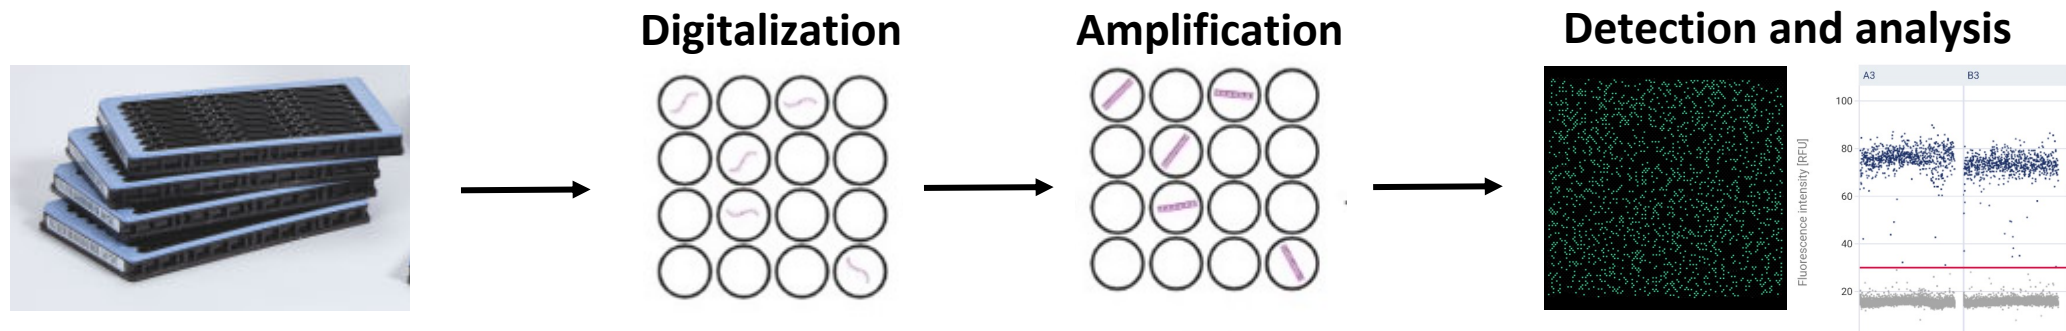 Digitalization
Amplification
Detection and analysis
A3
B3
Fluorescence intensity [RFU]
100
80
60
40
20